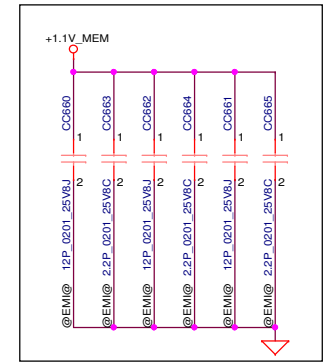 +1.1V_MEM
CC660
1
2
@EMI@ 12P_0201_25V8J
CC663
1
2
@EMI@ 2.2P_0201_25V8C
CC662
1
2
@EMI@ 12P_0201_25V8J
CC664
1
2
@EMI@ 2.2P_0201_25V8C
CC661
1
2
@EMI@ 12P_0201_25V8J
CC665
1
2
@EMI@ 2.2P_0201_25V8C